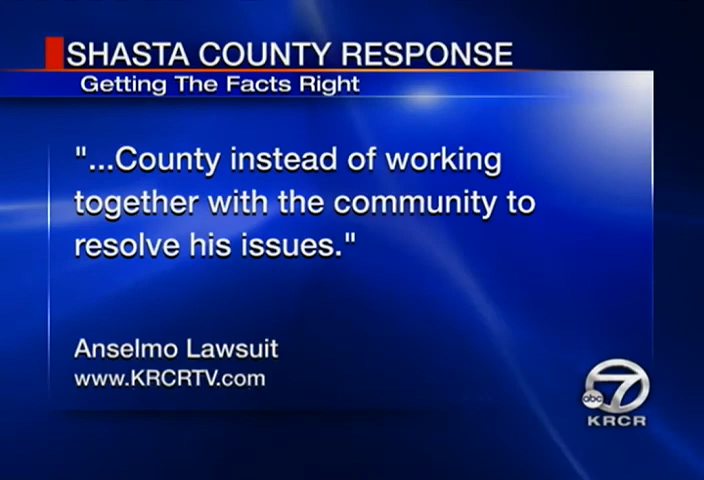 SHASTA COUNTY RESPONSE
Getting The Facts Right
"...County instead of working
together with the community to
resolve his issues."
Anselmo Lawsuit
www.KRCRTV.com
abc 7
KRCR